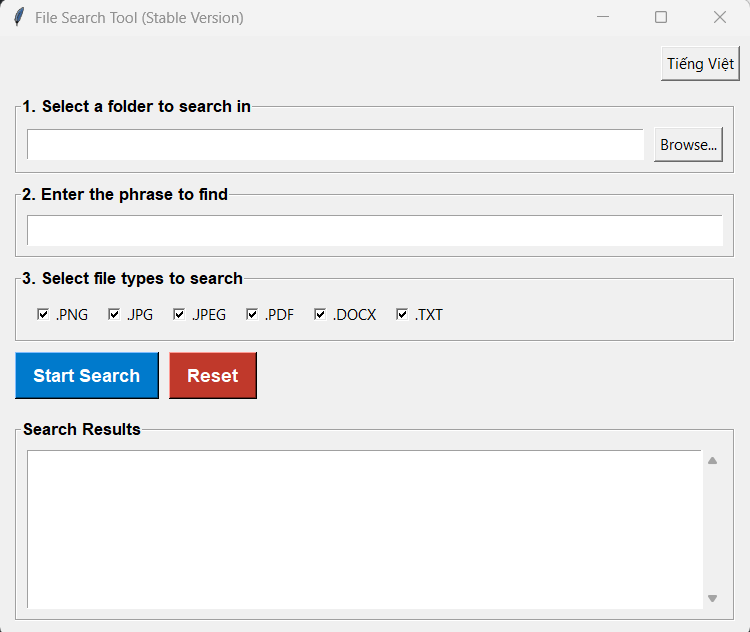 File Search Tool (Stable Version)
Tiếng Việt
1. Select a folder to search in
Browse...
2. Enter the phrase to find
3. Select file types to search
.PNG .JPG .JPEG .PDF .DOCX .TXT
Start Search Reset
Search Results